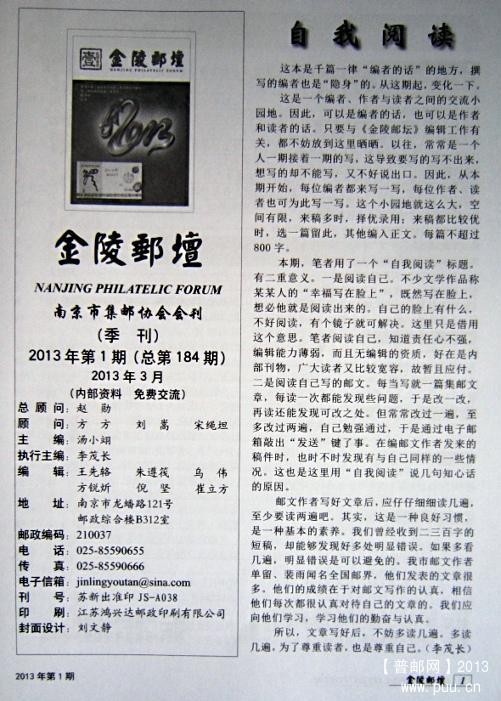 金陵邮坛
NANJING PHILATELIC FORUM
2013
金陵郵壇
NANJING PHILATELIC FORUM
南京市集邮协会会刊
（季 刊）
2013年第1期（总第184期）
2013年3月
（内部资料 免费交流）
总 顾 问：赵 勋
顾 问：方 方 刘 嵩 宋绳坦
主 编：汤小翊
执行主编：李茂长
编 辑：王先辂 朱遵筏 乌 伟
方锐炘 倪 坚 崔立方
地 址：南京市龙蟠路121号
邮政综合楼B312室
邮政编码：210037
电 话：025-85590655
传 真：025-85590666
电子信箱：jinlingyoutan@sina.com
刊 号：苏新出准印 JS-A038
印 刷：江苏鸿兴达邮政印刷有限公司
封面设计：刘文静
2013年第1期
自我阅读
这本是千篇一律“编者的话”的地方，撰
写的编者也是“隐身”的。从这期起，变化一下。
这是一个编者、作者与读者之间的交流小
园地。因此，可以是编者的话，也可以是作者
和读者的话。只要与《金陵邮坛》编辑工作有
关，都不妨放到这里晒晒。以往，常常是一个
人一期接着一期的写，这导致要写的写不出来，
想写的却不能写，又不好说出口。因此，从本
期开始，每位编者都来写一写，每位作者、读
者也可为此写一写。这个小园地就这么大，空
间有限，来稿多时，择优录用；来稿都比较优
时，选一篇留此，其他编入正文。每篇不超过
800字。
本期，笔者用了一个“自我阅读”标题。
有二重意义。一是阅读自己。不少文学作品称
某某人的“幸福写在脸上”，既然写在脸上，
想必他就是阅读出来的。自己的脸上有什么，
不好阅读，有个镜子就可解决。这里只是借用
这个意思。笔者阅读自己，知道责任心不强，
编辑能力薄弱，而且无编辑的资质，好在是内
部刊物，广大读者又比较宽容，故暂且应付。
二是阅读自己写的邮文。每当写就一篇集邮文
章，每读一次都能发现些问题，于是改一改，
再读还能发现可改之处。但常常改过一遍，至
多改过两遍，自己勉强通过，于是通过电子邮
箱敲出“发送”键了事。在编邮文作者发来的
稿件时，也时不时发现有与自己同样的一些情
况。这也是这里用“自我阅读”说几句知心话
的原因。
邮文作者写好文章后，应仔仔细细读几遍，
至少要读两遍吧。其实，这是一种良好习惯，
是一种基本的素养。我们曾经收到二三百字的
短稿，却能够发现好多处明显错误。如果多看
几遍，明显错误是可以避免的。我市邮文作者
单留、装雨闻名全国邮界，他们发表的文章很
多。他们的成绩在于对邮文写作的认真，相信
他们每次都很认真对待自己的文章的。我们应
向他们学习，学习他们的勤奋与认真。
所以，文章写好后，不妨多读几遍。多读
几遍，为了尊重读者，也是尊重自己。（李茂长）
金陵邮坛 1
【普邮网】2013
www.puu.cn